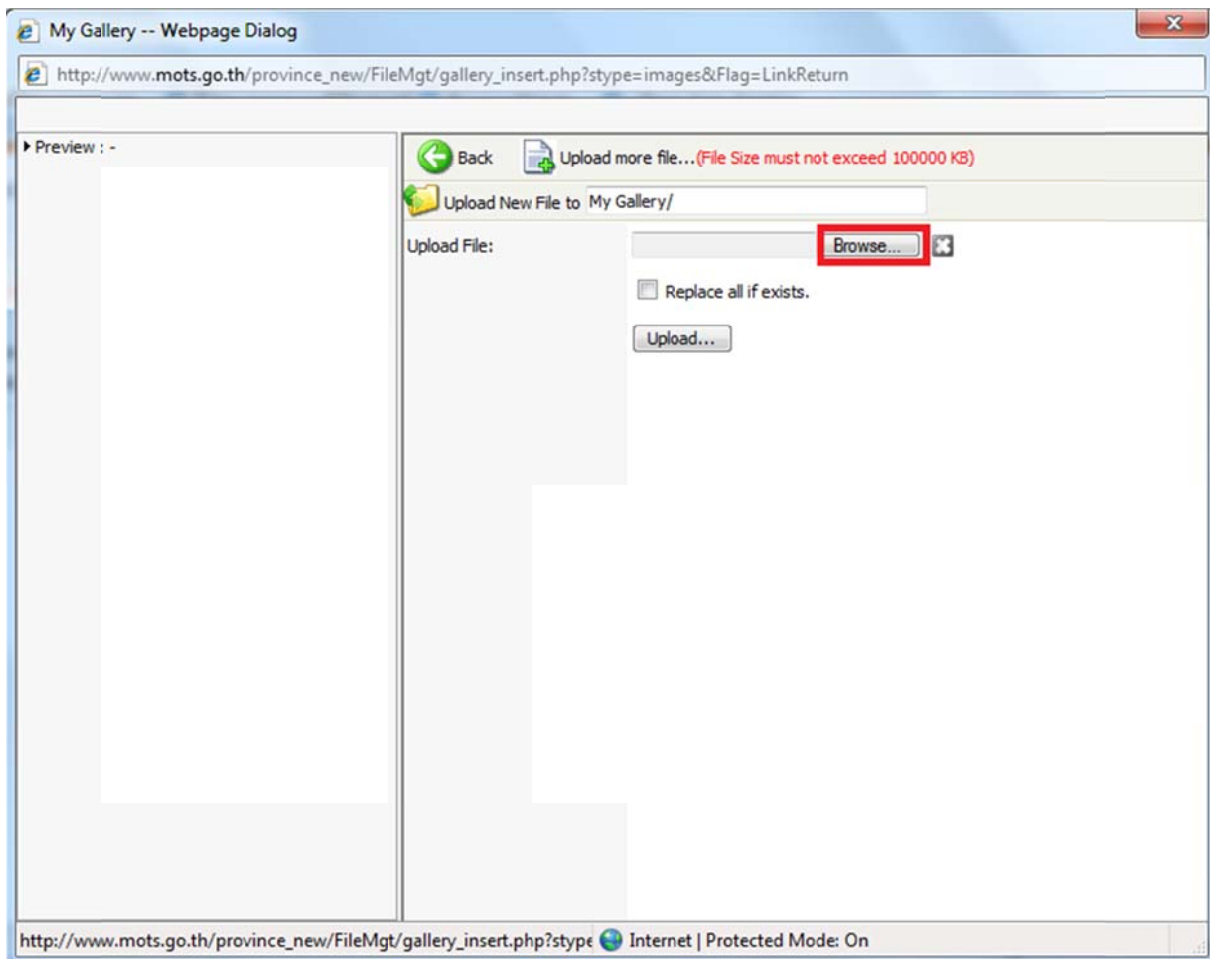 My Gallery -- Webpage Dialog
http://www.mots.go.th/province_new/FileMgt/gallery_insert.php?stype=images&Flag=LinkReturn
Preview : -
Back Upload more file...(File Size must not exceed 100000 KB)
Upload New File to My Gallery/
Upload File: Browse...
Replace all if exists.
Upload...
http://www.mots.go.th/province_new/FileMgt/gallery_insert.php?stype Internet | Protected Mode: On